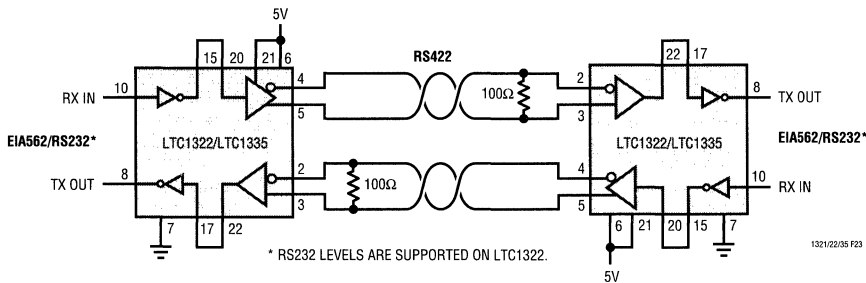 5V
15 20 21 6
RS422
22 17
10
4
2
8
RX IN
TX OUT
5
100Ω
3
EIA562/RS232*
LTC1322/LTC1335
LTC1322/LTC1335
EIA562/RS232*
8
2
4
10
TX OUT
100Ω
RX IN
3
5
7
17 22
6 21 20 15 7
* RS232 LEVELS ARE SUPPORTED ON LTC1322.
1321/22/35 F23
5V